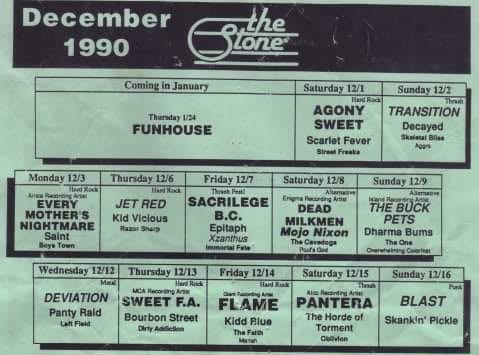 December
1990
the
Stone
Coming in January
Thursday 1/24
FUNHOUSE
Saturday 12/1
Hard Rock
AGONY
SWEET
Scarlet Fever
Street Freaks
Sunday 12/2
Thrash
TRANSITION
Decayed
Skeletal Bliss
Aggro
Monday 12/3
Hard Rock
Arista Recording Artist
EVERY
MOTHER'S
NIGHTMARE
Saint
Boys Town
Thursday 12/6
Hard Rock
JET RED
Kid Vicious
Razor Sharp
Friday 12/7
Thrash Fest!
SACRILEGE
B.C.
Epitaph
Xzanthus
Immortal Fate
Saturday 12/8
Alternative
Enigma Recording Artist
DEAD
MILKMEN
Mojo Nixon
The Cavedogs
Pout's God
Sunday 12/9
Alternative
Island Recording Artist
THE BUCK
PETS
Dharma Bums
The One
Overwhelming Colorfast
Wednesday 12/12
Metal
DEVIATION
Panty Raid
Left Field
Thursday 12/13
Hard Rock
MCA Recording Artist
SWEET F.A.
Bourbon Street
Dirty Addiction
Friday 12/14
Hard Rock
Giant Recording Artist
FLAME
Kidd Blue
The Faith
Saturday 12/15
Thrash
Atco Recording Artist
PANTERA
The Horde of
Torment
Oblivion
Sunday 12/16
Punk
BLAST
Skankin' Pickle